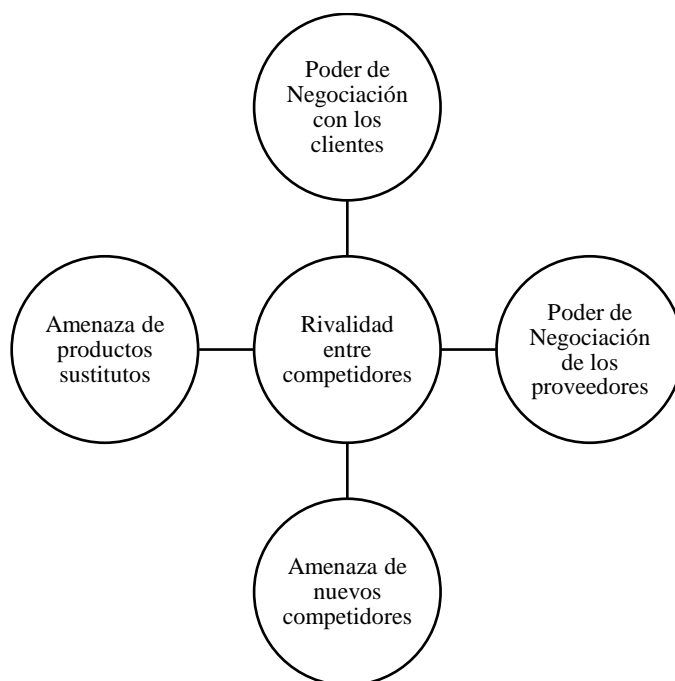 Poder de
Negociación
con los
clientes
Amenaza de
productos
sustitutos
Rivalidad
entre
competidores
Poder de
Negociación
de los
proveedores
Amenaza de
nuevos
competidores